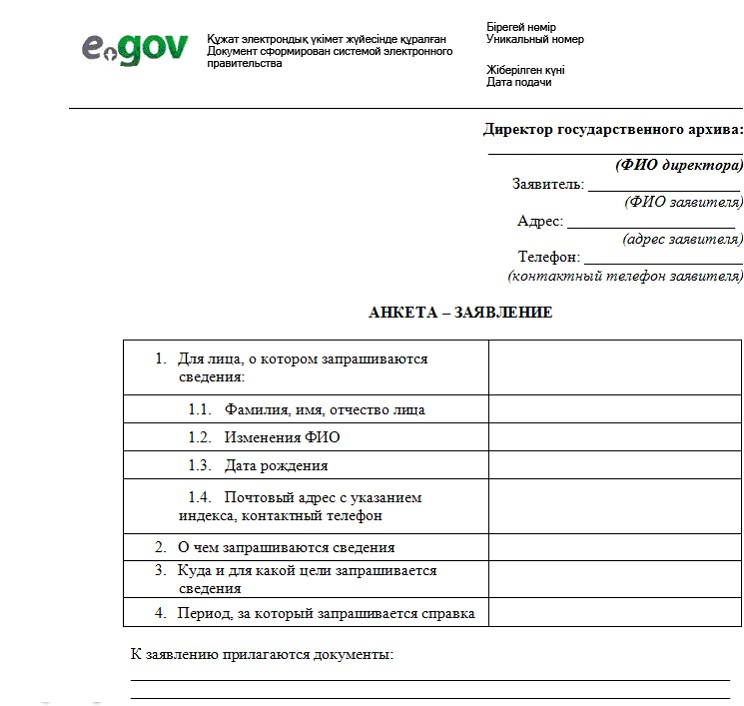 e.gov
Құжат электрондық үкімет жүйесінде құралған
Документ сформирован системой электронного
правительства
Бірегей немір
Уникальный номер
Жіберілген күні
Дата подачи
Директор государственного архива:
(ФИО директора)
Заявитель:
(ФИО заявителя)
Адрес:
(адрес заявителя)
Телефон:
(контактный телефон заявителя)
АНКЕТА – ЗАЯВЛЕНИЕ
1. Для лица, о котором запрашиваются
сведения:
1.1. Фамилия, имя, отчество лица
1.2. Изменения ФИО
1.3. Дата рождения
1.4. Почтовый адрес с указанием
индекса, контактный телефон
2. О чем запрашиваются сведения
3. Куда и для какой цели запрашивается
сведения
4. Период, за который запрашивается справка
К заявлению прилагаются документы: